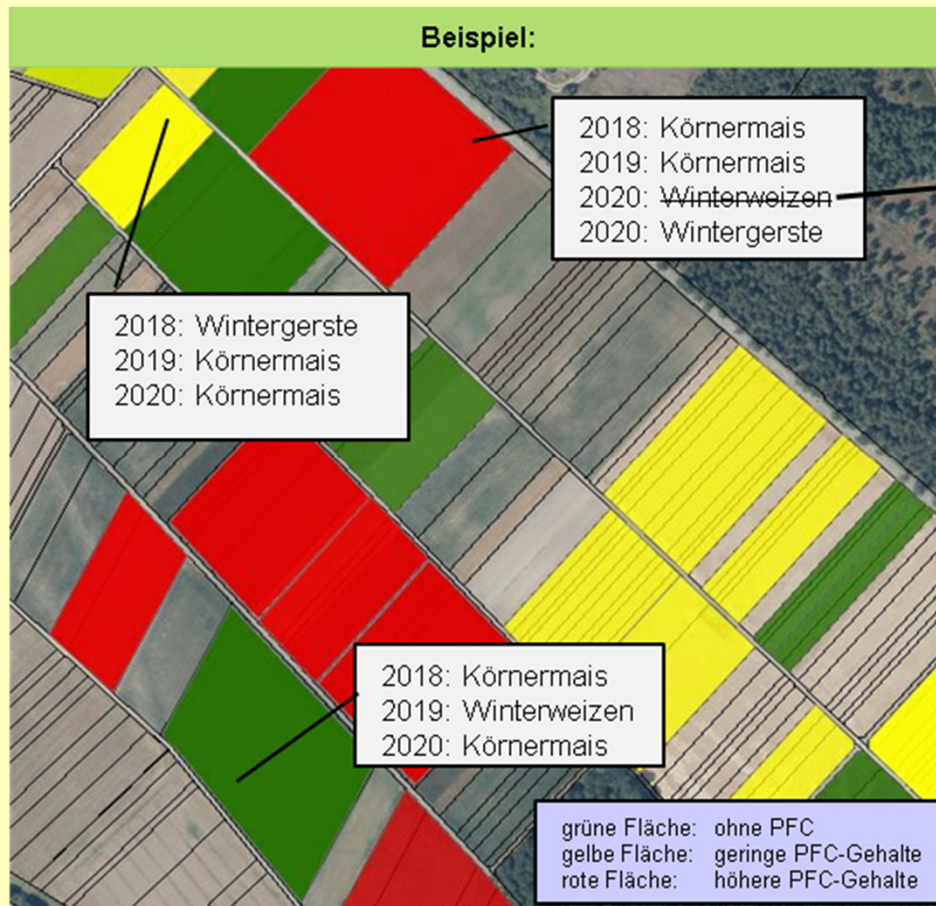 Beispiel:
2018: Körnermais
2019: Körnermais
2020: Winterweizen
2020: Wintergerste
2018: Wintergerste
2019: Körnermais
2020: Körnermais
2018: Körnermais
2019: Winterweizen
2020: Körnermais
grüne Fläche: ohne PFC
gelbe Fläche: geringe PFC-Gehalte
rote Fläche: höhere PFC-Gehalte